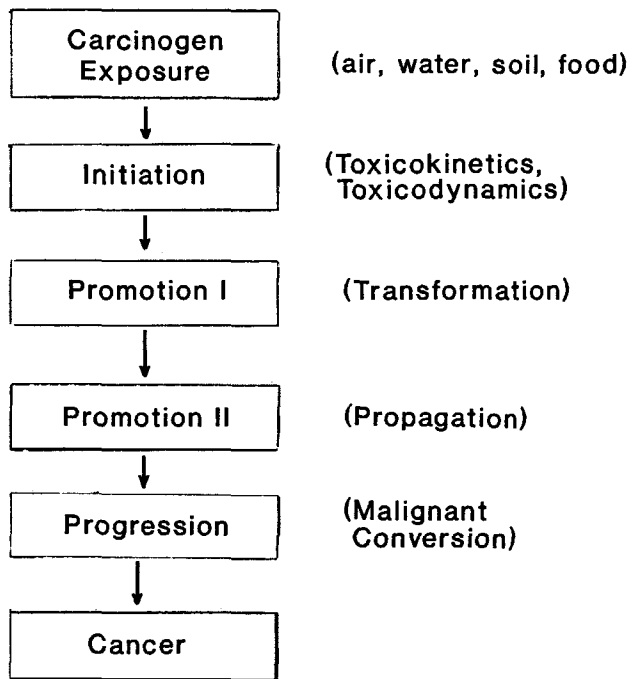 Carcinogen
Exposure
(air, water, soil, food)
Initiation
(Toxicokinetics,
Toxicodynamics)
Promotion I
(Transformation)
Promotion II
(Propagation)
Progression
(Malignant
Conversion)
Cancer